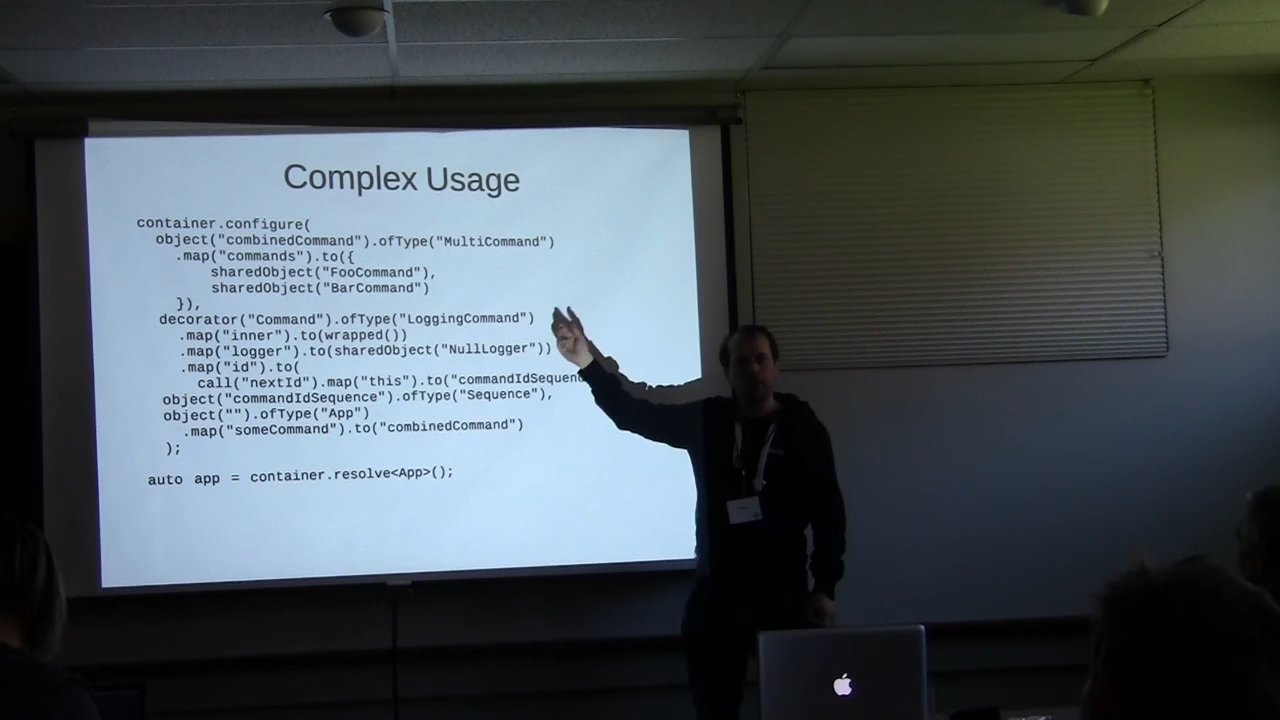 Complex Usage
container.configure(
object("combinedCommand").ofType("MultiCommand")
.map("commands").to({
sharedObject("FooCommand"),
sharedObject("BarCommand")
}),
decorator("Command").ofType("LoggingCommand")
.map("inner").to(wrapped())
.map("logger").to(sharedObject("NullLogger"))
.map("id").to(
call("nextId").map("this").to("commandIdSequenc
object("commandIdSequence").ofType("Sequence"),
object("").ofType("App")
.map("someCommand").to("combinedCommand")
);
auto app = container.resolve<App>();